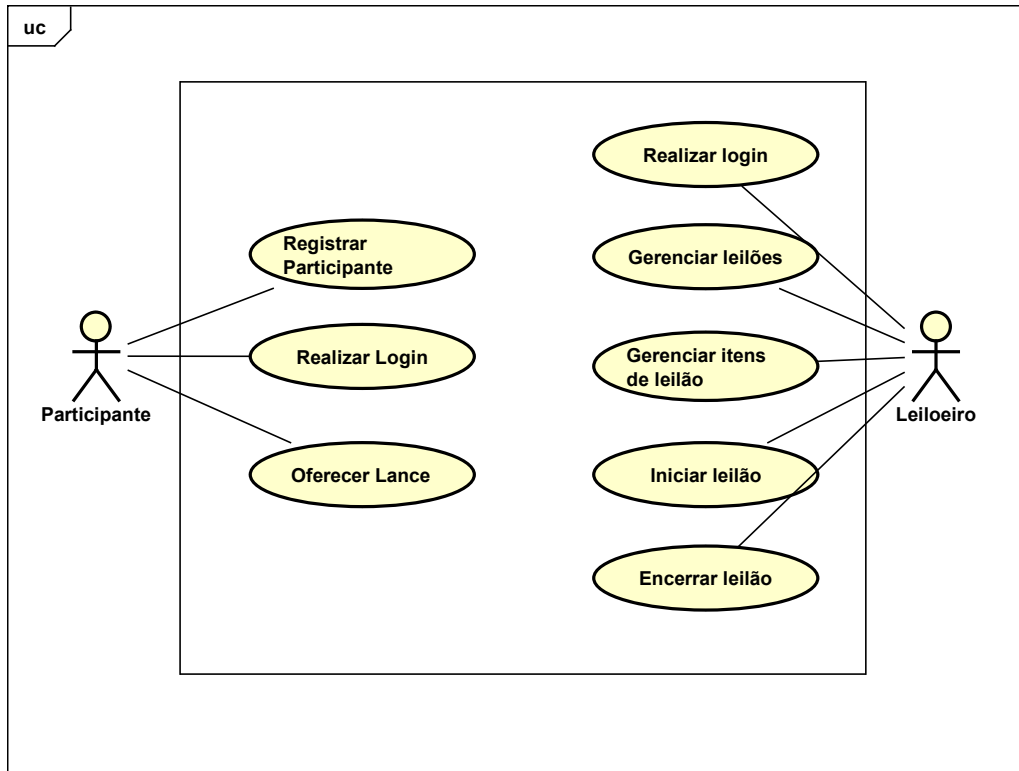 uc
Realizar login
Registrar
Participante
Gerenciar leilões
Realizar Login
Gerenciar itens
de leilão
Participante
Leiloeiro
Oferecer Lance
Iniciar leilão
Encerrar leilão